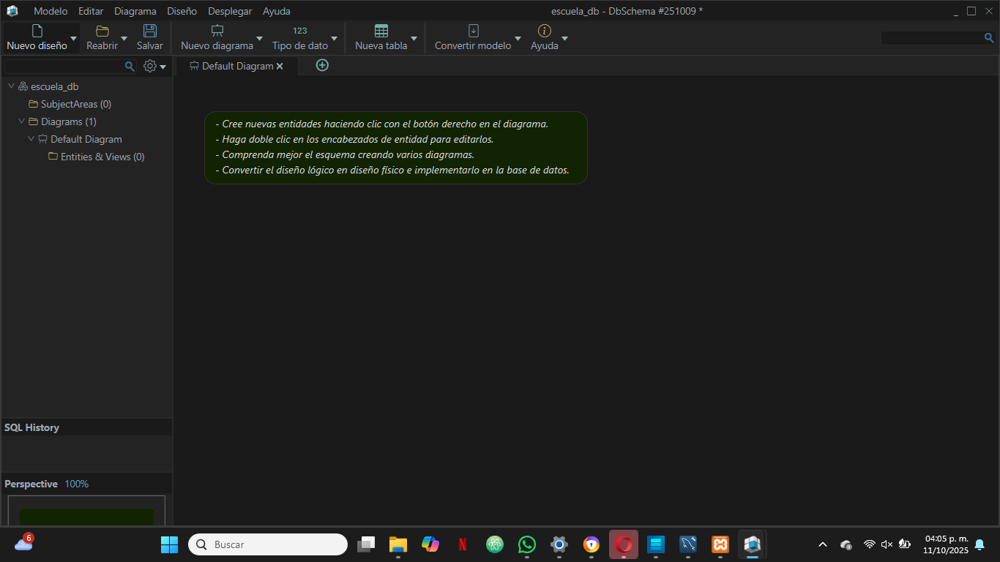 Modelo Editar Diagrama Diseño Desplegar Ayuda
escuela_db - DbSchema #251009 *
Nuevo diseño
Reabrir
Salvar
Nuevo diagrama
123
Tipo de dato
Nueva tabla
Convertir modelo
Ayuda
Default Diagram
escuela_db
SubjectAreas (0)
Diagrams (1)
Default Diagram
Entities & Views (0)
- Cree nuevas entidades haciendo clic con el botón derecho en el diagrama.
- Haga doble clic en los encabezados de entidad para editarlos.
- Comprenda mejor el esquema creando varios diagramas.
- Convertir el diseño lógico en diseño físico e implementarlo en la base de datos.
SQL History
Perspective 100%
6
Buscar
N
04:05 p. m.
11/10/2025